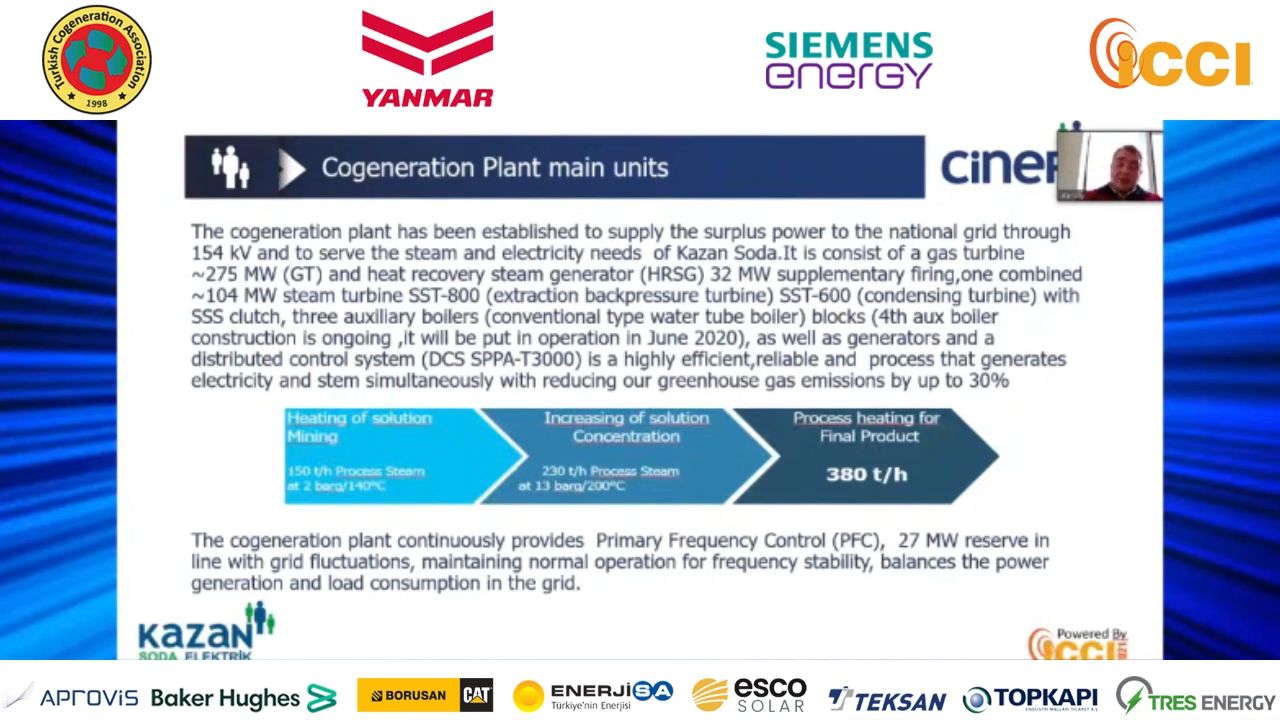 Turkish Cogeneration Association
1998
YANMAR
SIEMENS
energy
iCCI
Cogeneration Plant main units
ciner
The cogeneration plant has been established to supply the surplus power to the national grid through
154 kV and to serve the steam and electricity needs of Kazan Soda.It is consist of a gas turbine
~275 MW (GT) and heat recovery steam generator (HRSG) 32 MW supplementary firing,one combined
~104 MW steam turbine SST-800 (extraction backpressure turbine) SST-600 (condensing turbine) with
SSS clutch, three auxiliary boilers (conventional type water tube boiler) blocks (4th aux boiler
construction is ongoing ,it will be put in operation in June 2020), as well as generators and a
distributed control system (DCS SPPA-T3000) is a highly efficient,reliable and process that generates
electricity and stem simultaneously with reducing our greenhouse gas emissions by up to 30%
Heating of solution
Mining
150 t/h Process Steam
at 2 barg/140°C
Increasing of solution
Concentration
230 t/h Process Steam
at 13 barg/200°C
Process heating for
Final Product
380 t/h
The cogeneration plant continuously provides Primary Frequency Control (PFC), 27 MW reserve in
line with grid fluctuations, maintaining normal operation for frequency stability, balances the power
generation and load consumption in the grid.
KAZAN
SODA ELEKTRİK
Powered By
iCCI 2021
APROVIS
Baker Hughes
BORUSAN CAT
ENERJİSA
Türkiye'nin Enerjisi
esco
SOLAR
TEKSAN
TOPKAPI
ENDÜSTRİ MALLARI TİCARET A.Ş.
TRES ENERGY